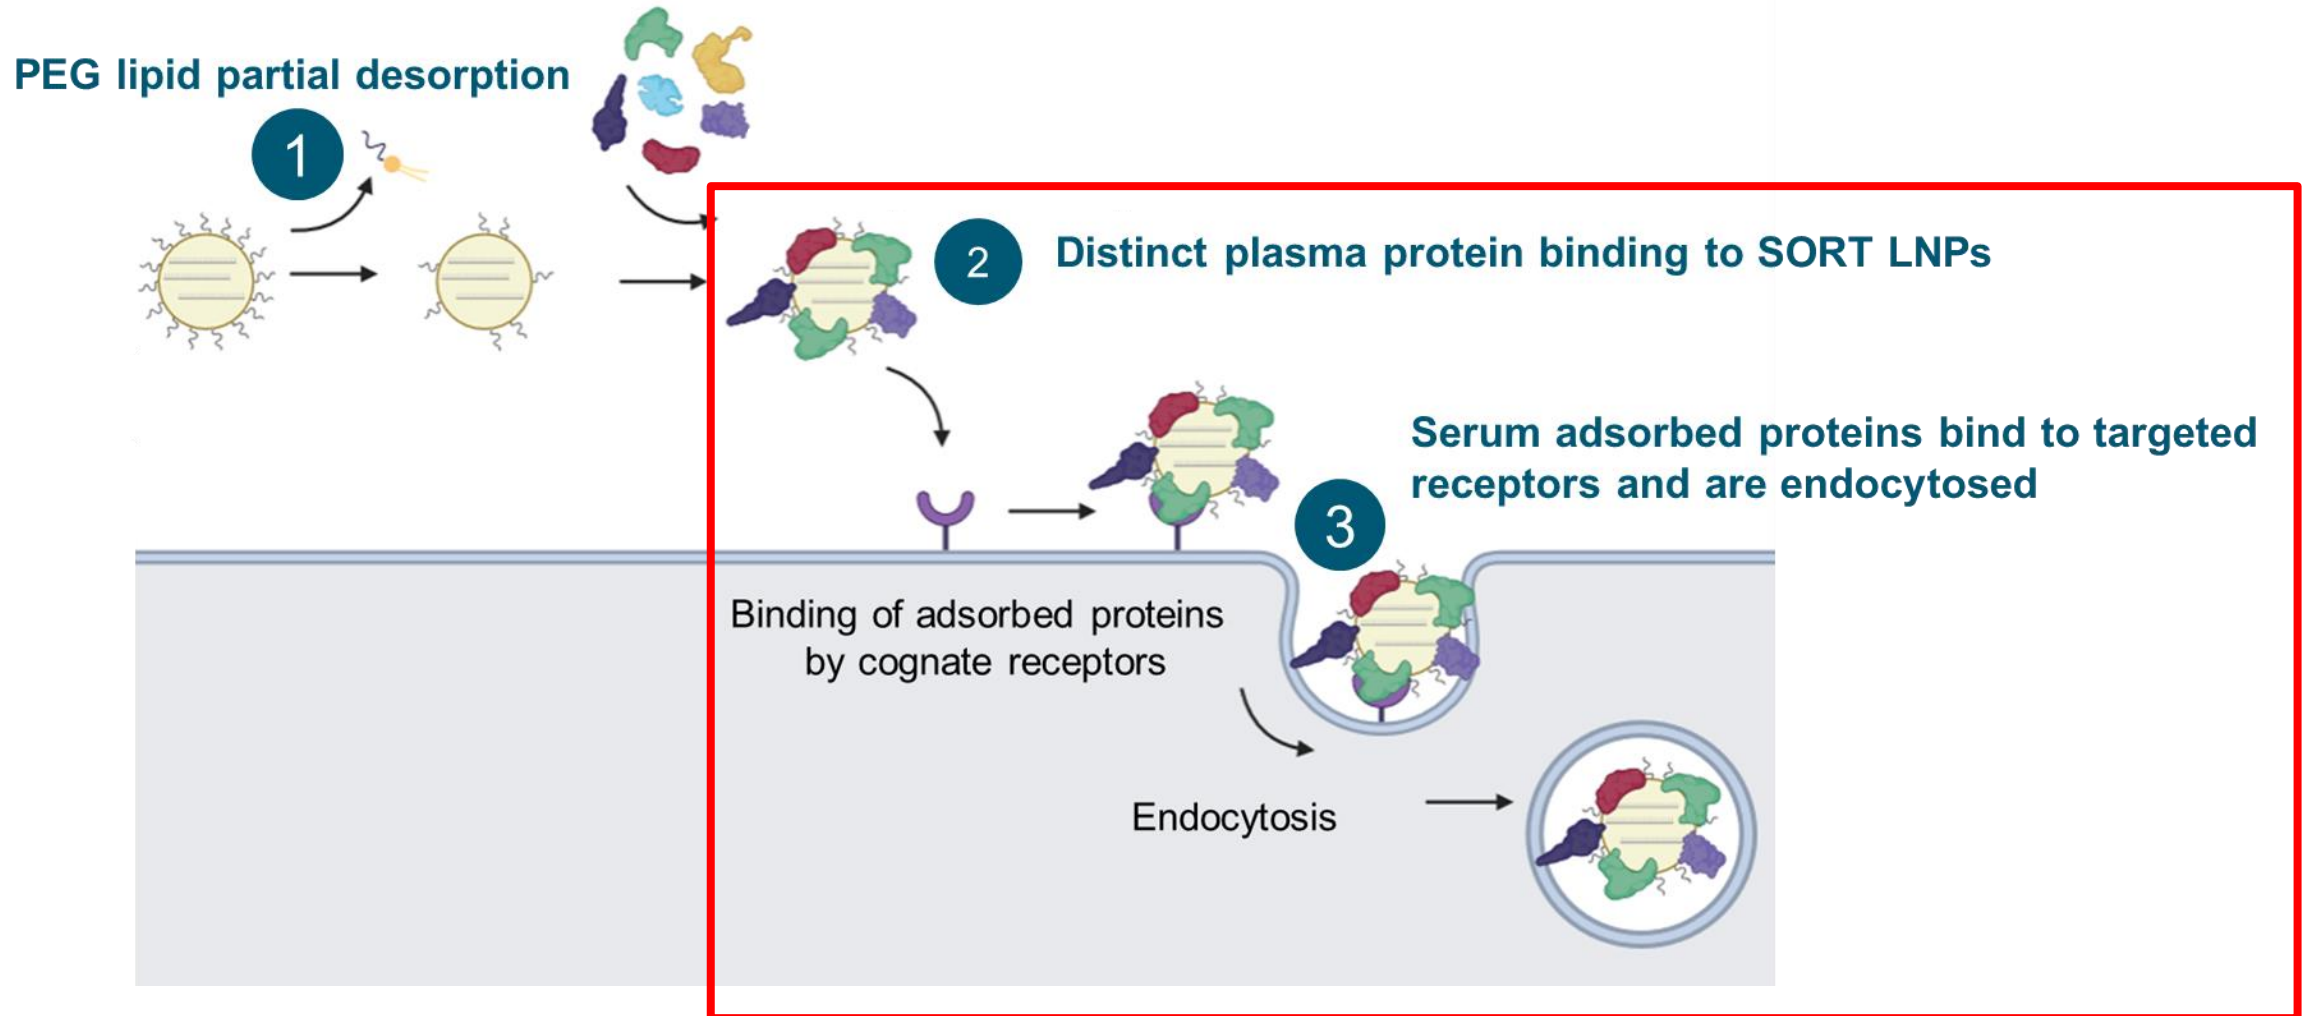 PEG lipid partial desorption
1
2
Distinct plasma protein binding to SORT LNPs
Serum adsorbed proteins bind to targeted
receptors and are endocytosed
3
Binding of adsorbed proteins
by cognate receptors
Endocytosis